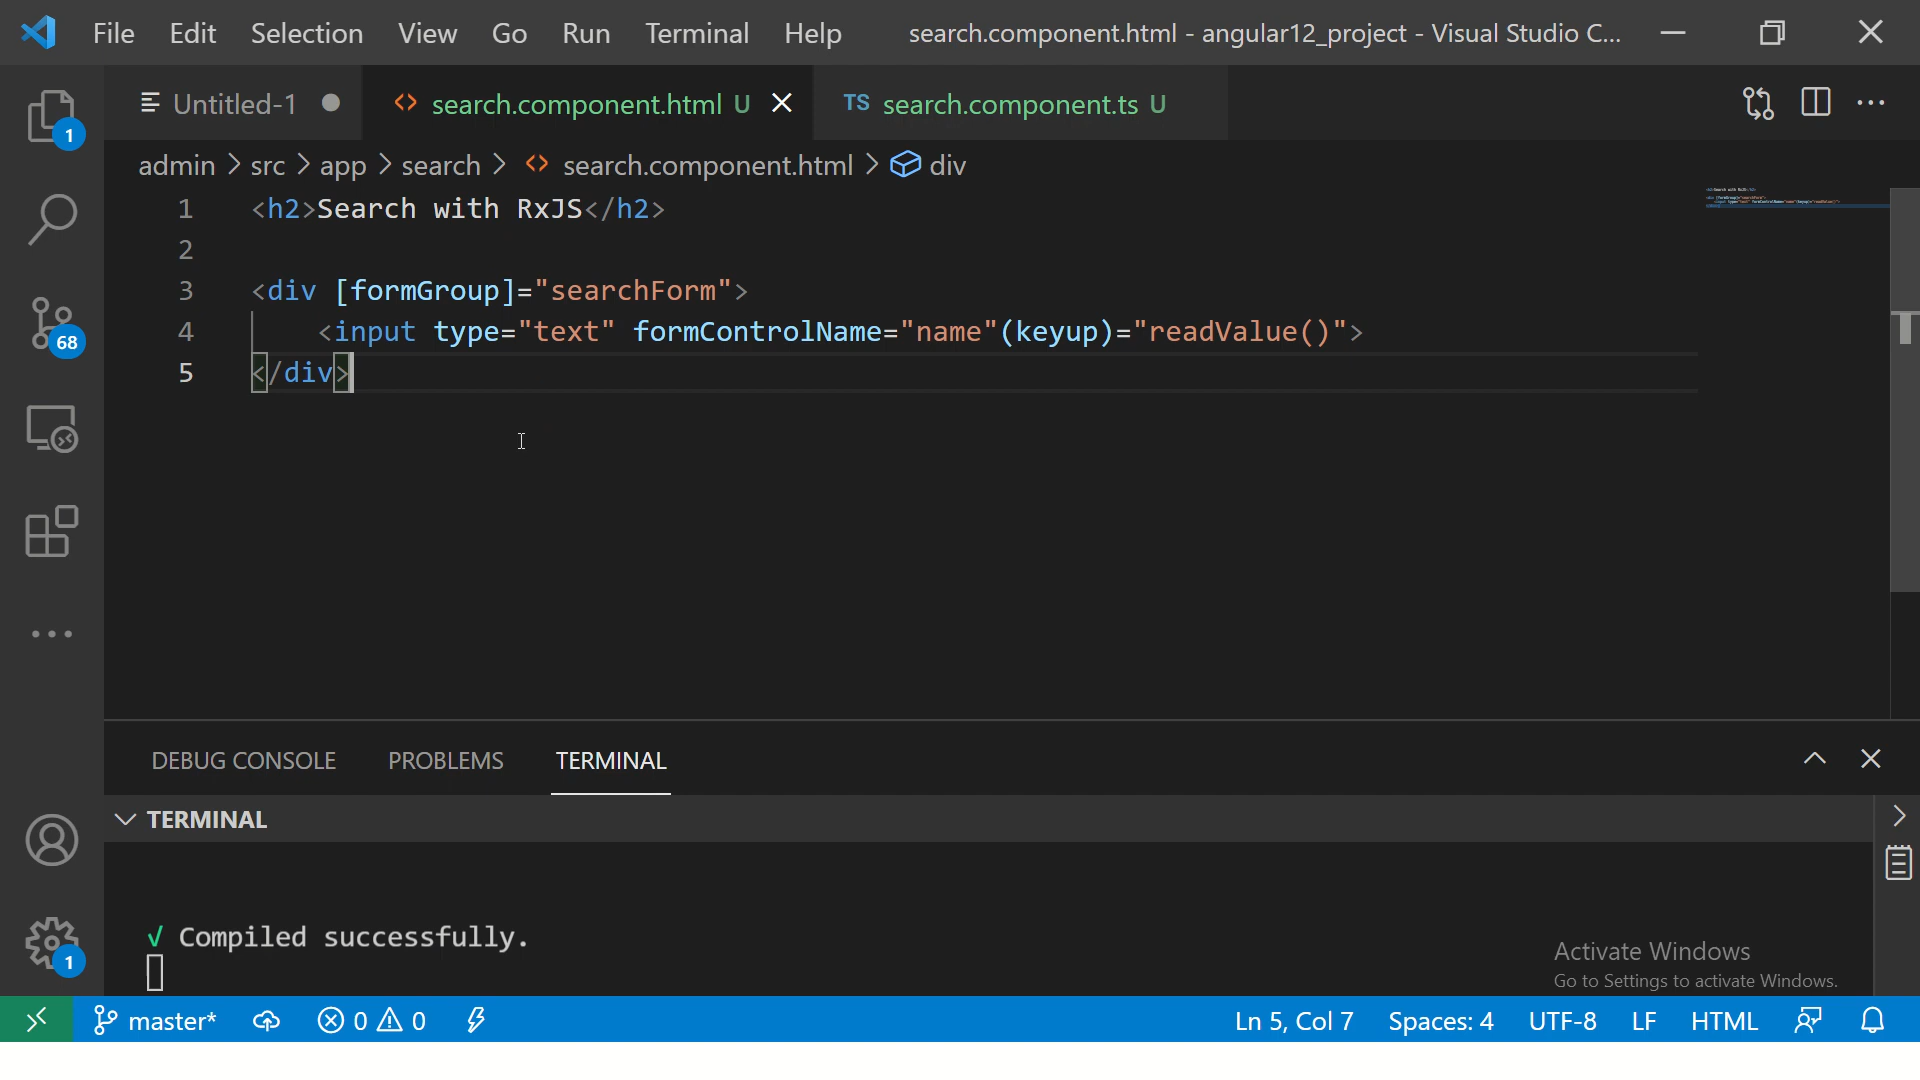 File Edit Selection View Go Run Terminal Help search.component.html - angular12_project - Visual Studio C...
Untitled-1 search.component.html U TS search.component.ts U
1
admin > src > app > search > search.component.html > div
1 <h2>Search with RxJS</h2>
2
3 <div [formGroup]="searchForm">
4 <input type="text" formControlName="name"(keyup)="readValue()">
5 </div>
68
DEBUG CONSOLE PROBLEMS TERMINAL
TERMINAL
√ Compiled successfully.
Activate Windows
Go to Settings to activate Windows.
1
master* 0 0 Ln 5, Col 7 Spaces: 4 UTF-8 LF HTML